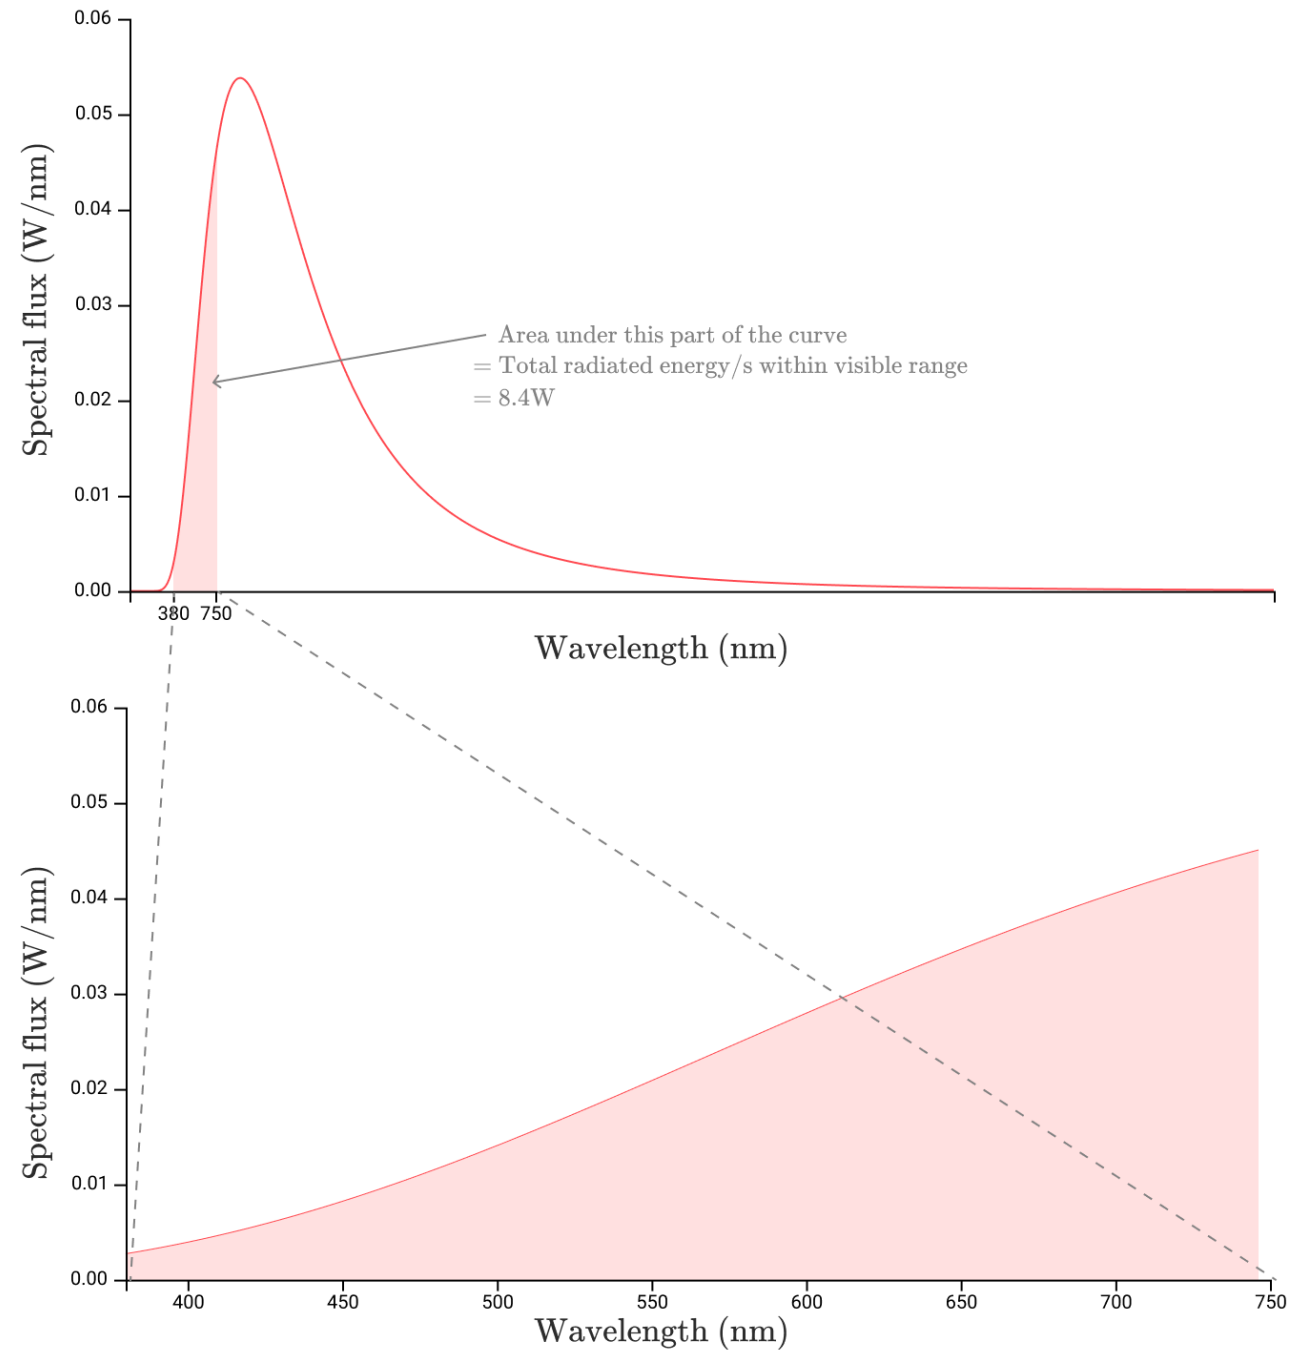 0.06
0.05
0.04
0.03
0.02
0.01
0.00
Spectral flux (W/nm)
Area under this part of the curve
= Total radiated energy/s within visible range
= 8.4W
380 750
Wavelength (nm)
0.06
0.05
0.04
0.03
0.02
0.01
0.00
Spectral flux (W/nm)
400 450 500 550 600 650 700 750
Wavelength (nm)